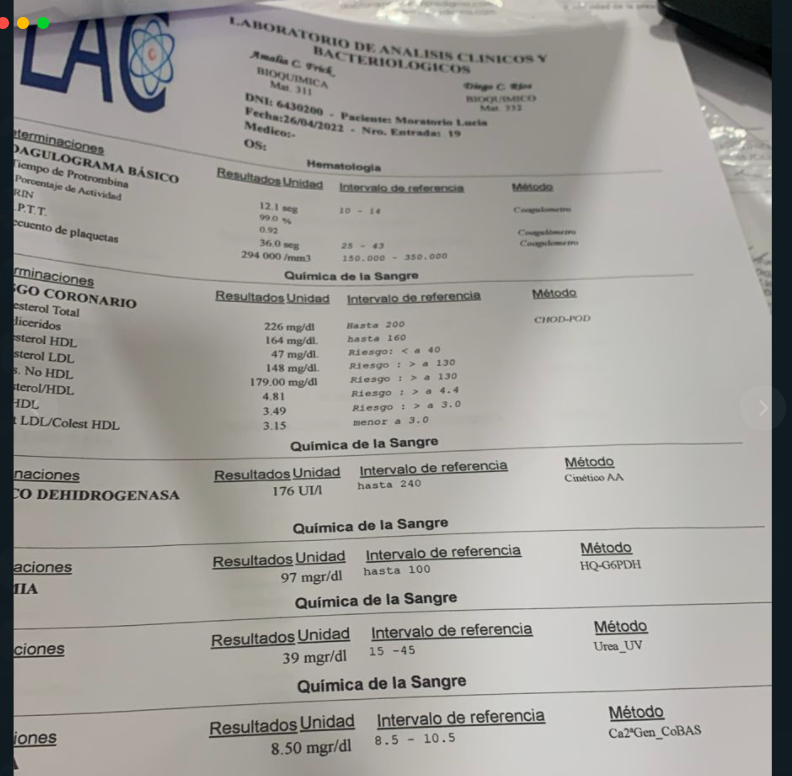 LAC
LABORATORIO DE ANALISIS CLINICOS Y
BACTERIOLOGICOS
Amalia C. Frick
BIOQUIMICA
Mat. 311
Diego C. Rios
BIOQUIMICO
Mat. 332
DNI: 6430200 - Paciente: Moratorio Lucia
Fecha:26/04/2022 - Nro. Entrada: 19
Medico:-
OS:
Hematologia
terminaciones Resultados Unidad Intervalo de referencia Método
OAGULOGRAMA BÁSICO
Tiempo de Protrombina 12.1 seg 10 - 14 Coagulometro
Porcentaje de Actividad 99.0 %
RIN 0.92 Coagulómetro
.P.T.T. 36.0 seg 25 - 43 Coagulometro
ecuento de plaquetas 294 000 /mm3 150.000 - 350.000
Química de la Sangre
rminaciones Resultados Unidad Intervalo de referencia Método
GO CORONARIO
esterol Total 226 mg/dl Hasta 200 CHOD-POD
liceridos 164 mg/dl. hasta 160
esterol HDL 47 mg/dl. Riesgo: < a 40
sterol LDL 148 mg/dl. Riesgo : > a 130
s. No HDL 179.00 mg/dl Riesgo : > a 130
sterol/HDL 4.81 Riesgo : > a 4.4
HDL 3.49 Riesgo : > a 3.0
t LDL/Colest HDL 3.15 menor a 3.0
Química de la Sangre
naciones Resultados Unidad Intervalo de referencia Método
CO DEHIDROGENASA 176 UI/l hasta 240 Cinético AA
Química de la Sangre
aciones Resultados Unidad Intervalo de referencia Método
MIA 97 mgr/dl hasta 100 HQ-G6PDH
Química de la Sangre
ciones Resultados Unidad Intervalo de referencia Método
39 mgr/dl 15 -45 Urea_UV
Química de la Sangre
iones Resultados Unidad Intervalo de referencia Método
8.50 mgr/dl 8.5 - 10.5 Ca2ªGen_CoBAS